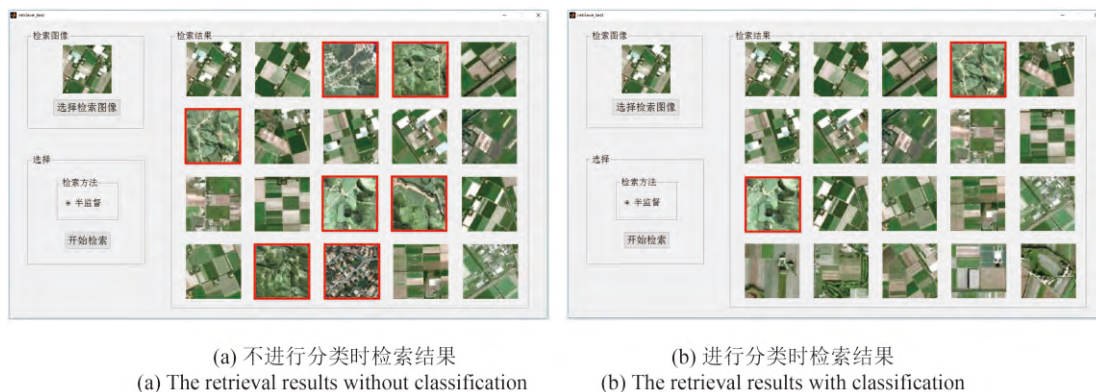 retrieve_test
检索图像
选择检索图像
选择
检索方法
半监督
开始检索
检索结果
retrieve_test
检索图像
选择检索图像
选择
检索方法
半监督
开始检索
检索结果
(a) 不进行分类时检索结果
(a) The retrieval results without classification
(b) 进行分类时检索结果
(b) The retrieval results with classification